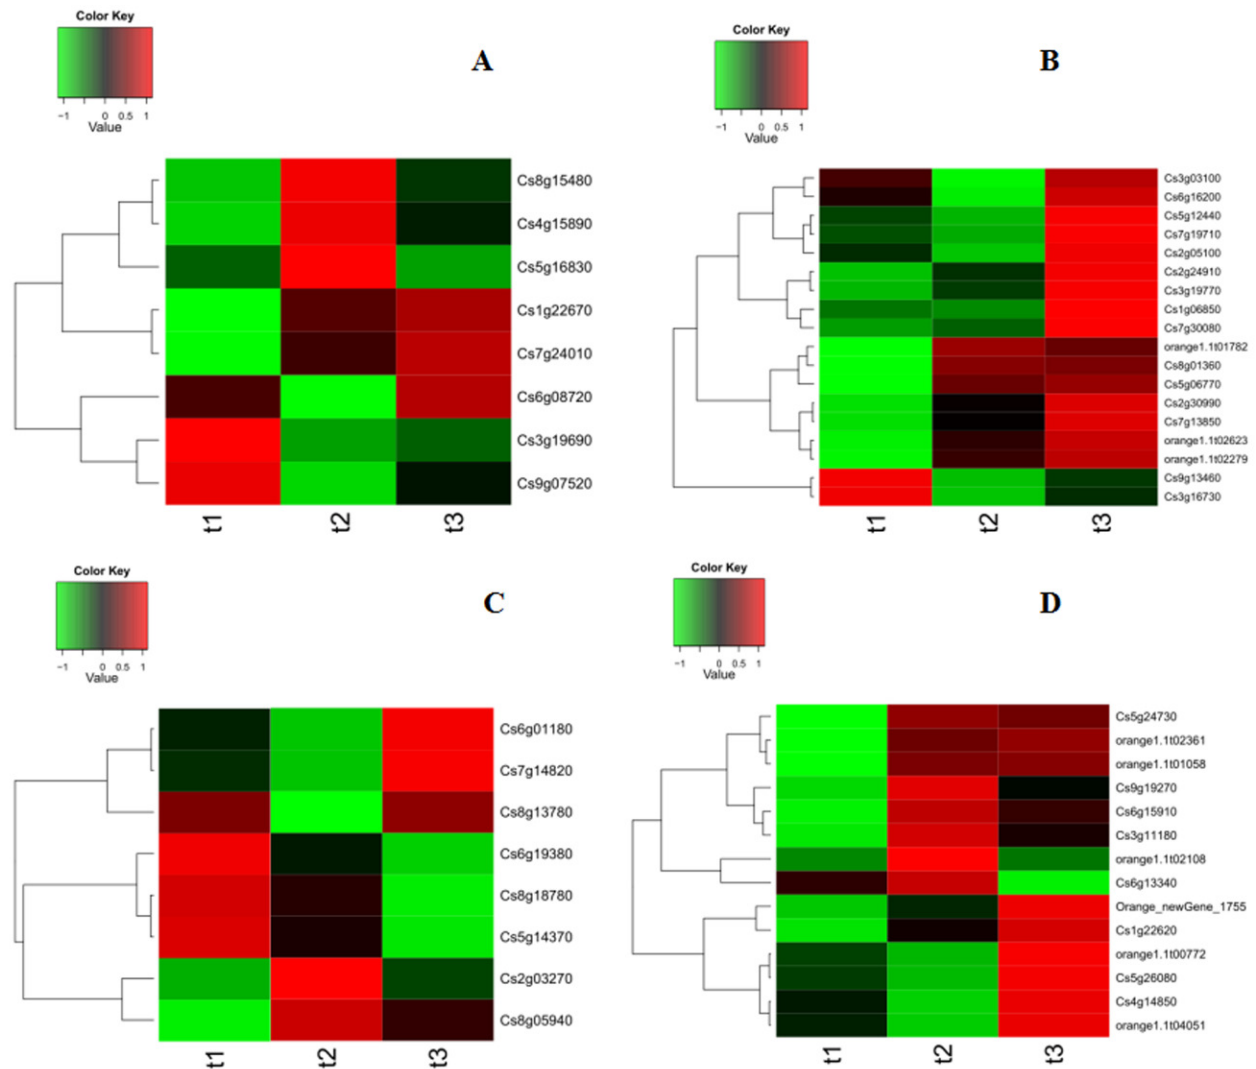 Color Key
−1 0 0.5 1
Value
A
Cs8g15480
Cs4g15890
Cs5g16830
Cs1g22670
Cs7g24010
Cs6g08720
Cs3g19690
Cs9g07520
t1 t2 t3
Color Key
−1 0 0.5 1
Value
B
Cs3g03100
Cs6g16200
Cs5g12440
Cs7g19710
Cs2g05100
Cs2g24910
Cs3g19770
Cs1g06850
Cs7g30080
orange1.1t01782
Cs8g01360
Cs5g06770
Cs2g30990
Cs7g13850
orange1.1t02623
orange1.1t02279
Cs9g13460
Cs3g16730
t1 t2 t3
Color Key
−1 0 0.5 1
Value
C
Cs6g01180
Cs7g14820
Cs8g13780
Cs6g19380
Cs8g18780
Cs5g14370
Cs2g03270
Cs8g05940
t1 t2 t3
Color Key
−1 0 0.5 1
Value
D
Cs5g24730
orange1.1t02361
orange1.1t01058
Cs9g19270
Cs6g15910
Cs3g11180
orange1.1t02108
Cs6g13340
Orange_newGene_1755
Cs1g22620
orange1.1t00772
Cs5g26080
Cs4g14850
orange1.1t04051
t1 t2 t3